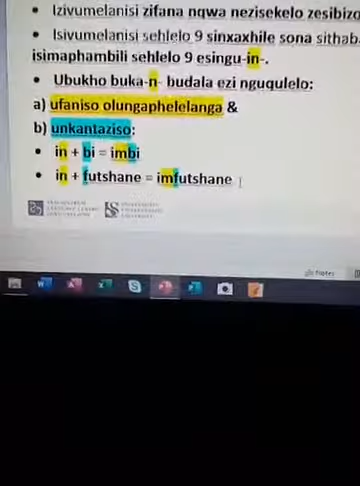 • Izivumelanisi zifana nqwa nezisekelo zesibizo
• Isivumelanisi sehlelo 9 sinxaxhile sona sithab
isimaphambili sehlelo 9 esingu-in-.
• Ubukho buka-n- budala ezi nguqulelo:
a) ufaniso olungaphelelanga &
b) unkantaziso:
• in + bi = imbi
• in + futshane = imfutshane
Notes